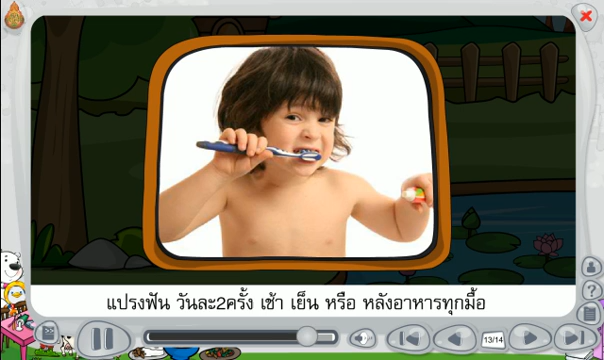 แปรงฟัน วันละ2ครั้ง เช้า เย็น หรือ หลังอาหารทุกมื้อ
13/14
?